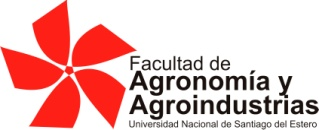 Facultad de
Agronomía y
Agroindustrias
Universidad Nacional de Santiago del Estero